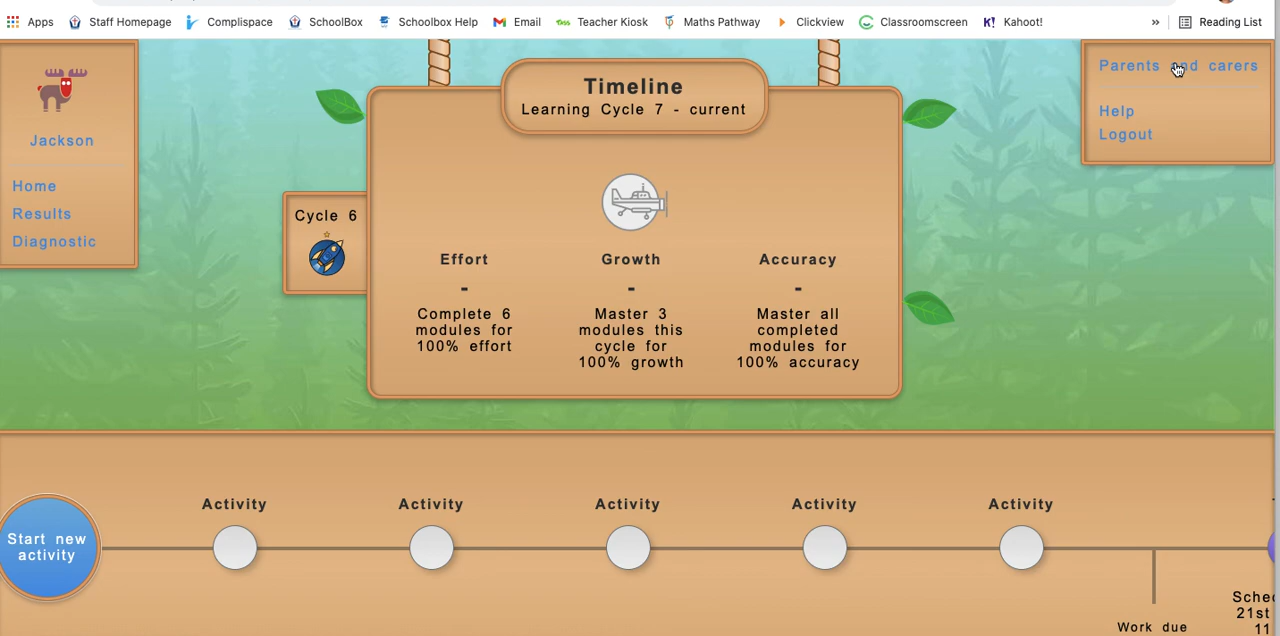 Apps Staff Homepage Complispace SchoolBox Schoolbox Help Email Teacher Kiosk Maths Pathway Clickview Classroomscreen Kahoot! » Reading List
Jackson
Home
Results
Diagnostic
Cycle 6
Timeline
Learning Cycle 7 - current
Effort Growth Accuracy
- - -
Complete 6 modules for 100% effort
Master 3 modules this cycle for 100% growth
Master all completed modules for 100% accuracy
Parents and carers
Help
Logout
Start new activity
Activity Activity Activity Activity Activity
Work due
21st
11